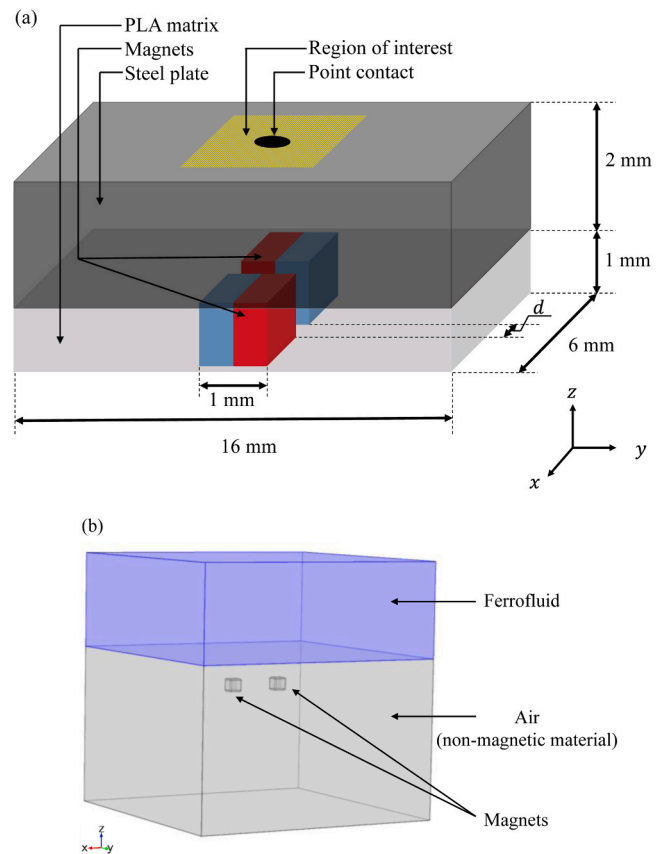 (a)
PLA matrix
Magnets
Steel plate
Region of interest
Point contact
2 mm
1 mm
d
6 mm
1 mm
16 mm
z
y
x
(b)
Ferrofluid
Air
(non-magnetic material)
Magnets
z
x
y